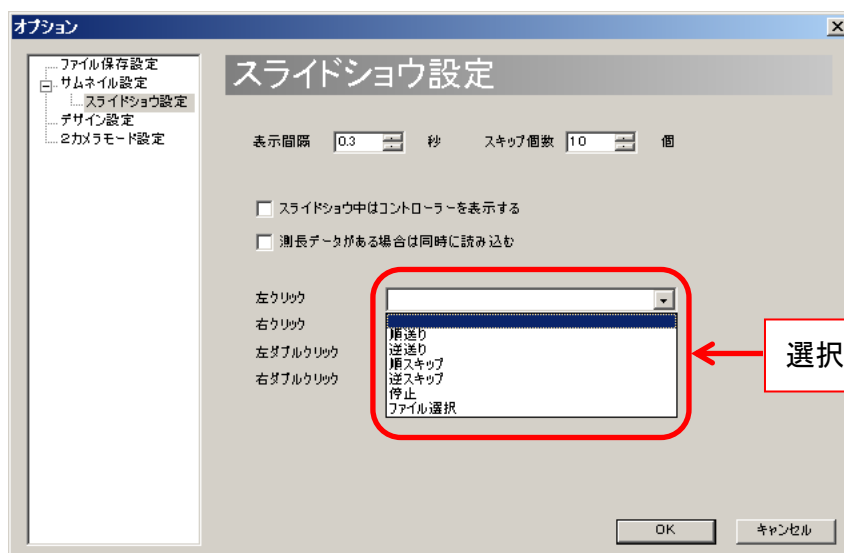 オプション
ファイル保存設定
サムネイル設定
スライドショウ設定
デザイン設定
2カメラモード設定
スライドショウ設定
表示間隔 0.3 秒 スキップ個数 10 個
スライドショウ中はコントローラーを表示する
測長データがある場合は同時に読み込む
左クリック
右クリック
左ダブルクリック
右ダブルクリック
順送り
逆送り
順スキップ
逆スキップ
停止
ファイル選択
選択
OK キャンセル